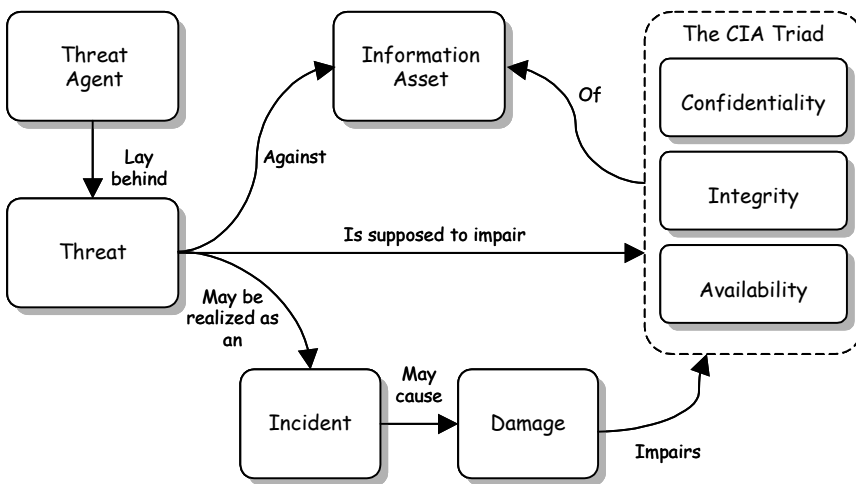 Threat
Agent
Information
Asset
The CIA Triad
Confidentiality
Of
Lay
behind
Against
Integrity
Threat
Is supposed to impair
Availability
May be
realized as
an
May
cause
Incident
Damage
Impairs